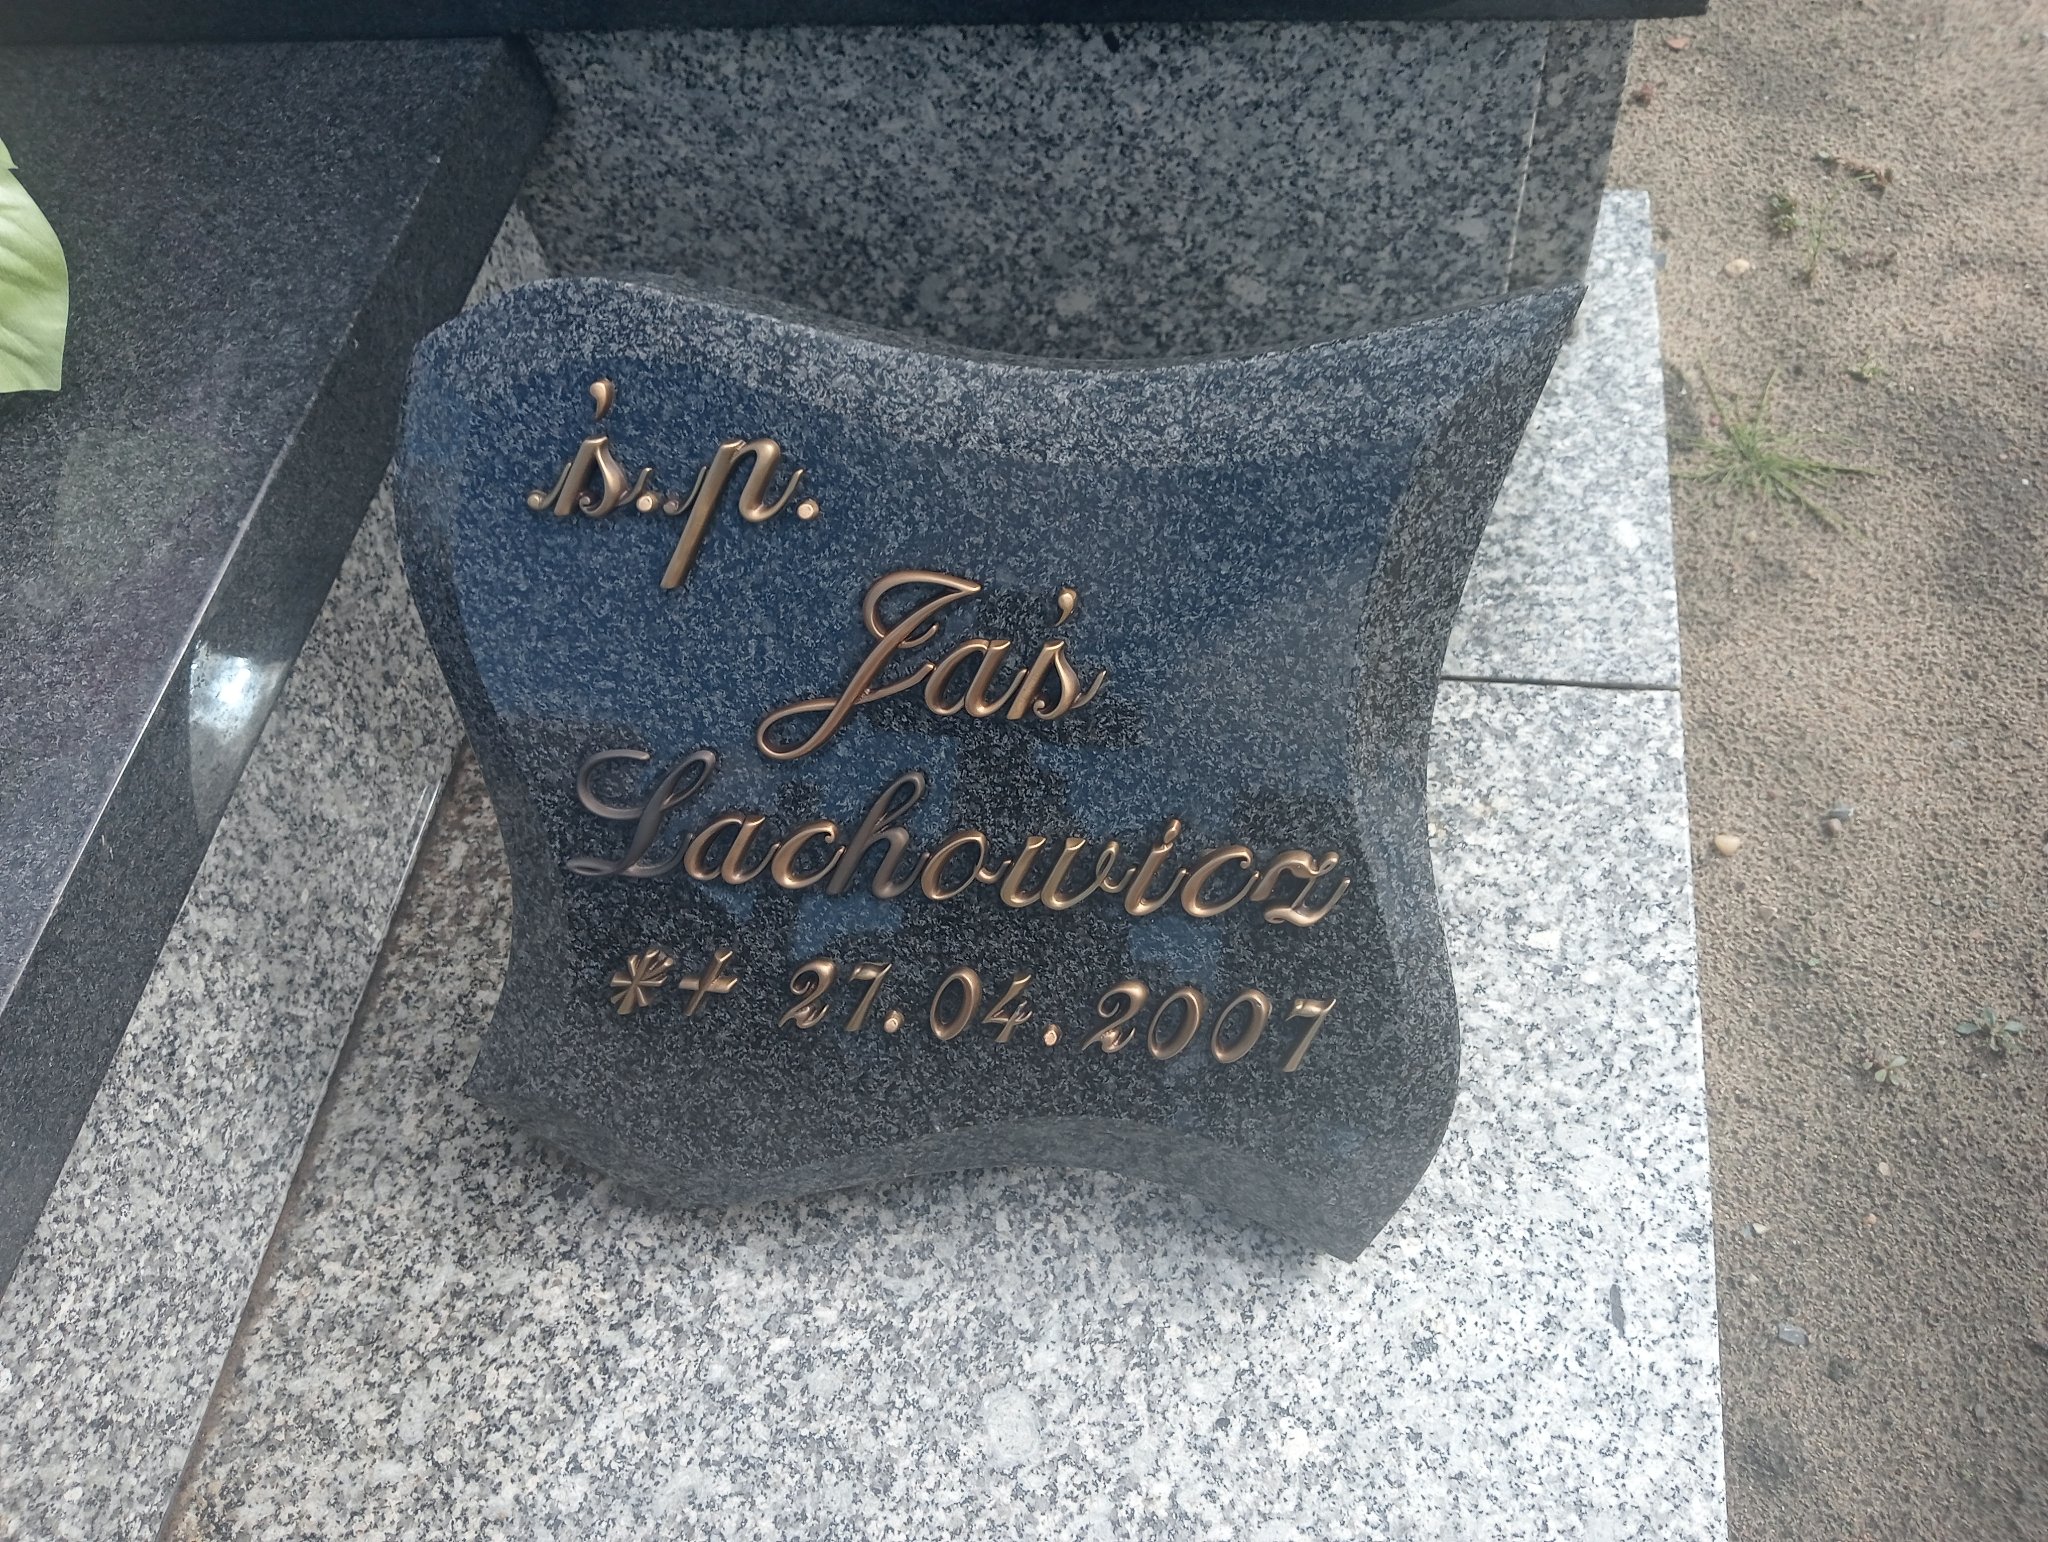 ś.p.
Jaś
Lachowicz
*+ 27.04.2007